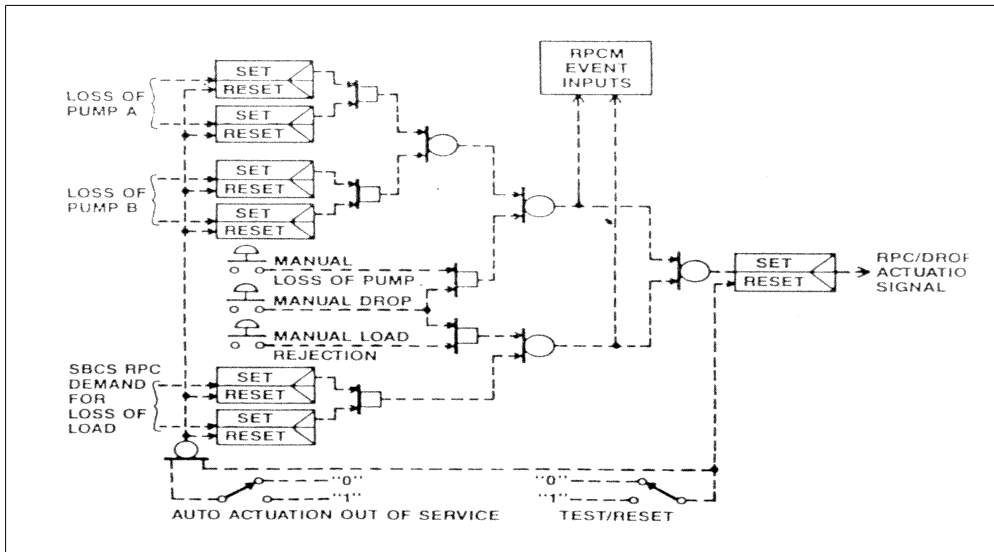 RPCM
EVENT
INPUTS
SET
RESET
LOSS OF
PUMP A
SET
RESET
SET
RESET
LOSS OF
PUMP B
SET
RESET
MANUAL
LOSS OF PUMP
MANUAL DROP
MANUAL LOAD
REJECTION
SET
RESET
RPC/DROP
ACTUATIO
SIGNAL
SBCS RPC
DEMAND
FOR
LOSS OF
LOAD
SET
RESET
SET
RESET
"0"
"1"
AUTO ACTUATION OUT OF SERVICE
"0"
"1"
TEST/RESET